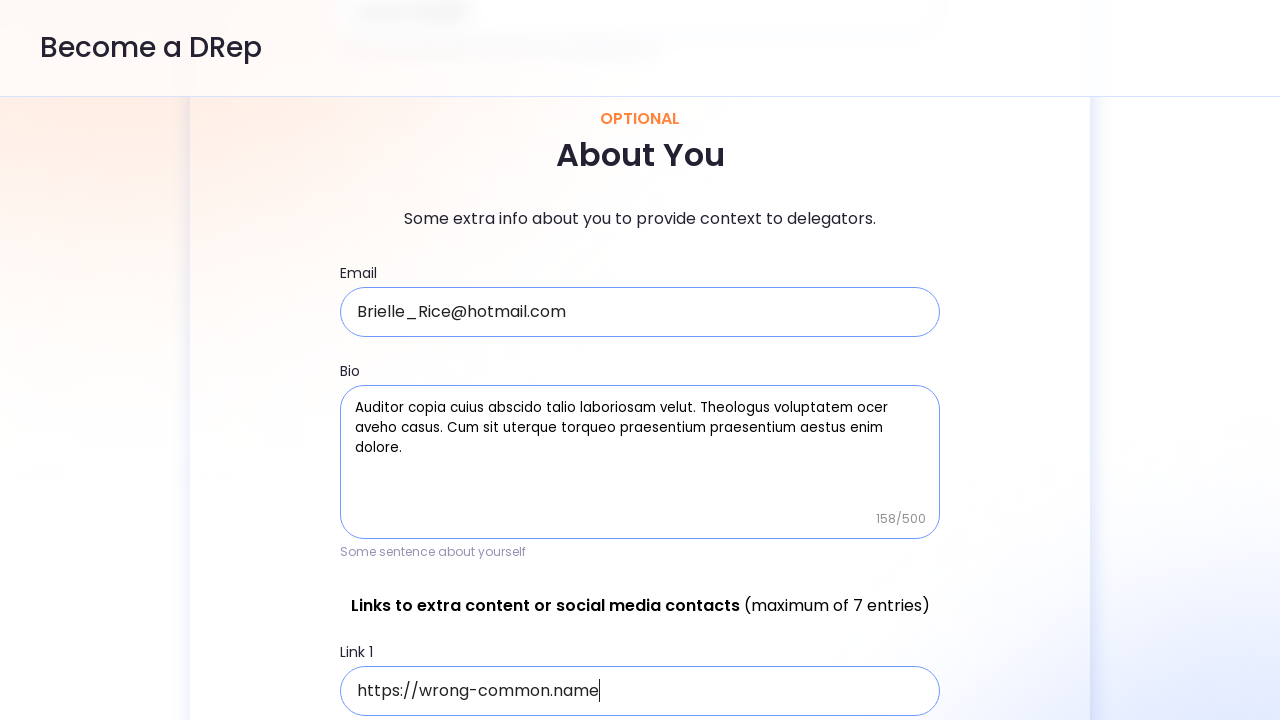 Become a DRep
OPTIONAL
About You
Some extra info about you to provide context to delegators.
Email
Brielle_Rice@hotmail.com
Bio
Auditor copia cuius abscido talio laboriosam velut. Theologus voluptatem ocer
aveho casus. Cum sit uterque torqueo praesentium praesentium aestus enim
dolore.
158/500
Some sentence about yourself
Links to extra content or social media contacts (maximum of 7 entries)
Link 1
https://wrong-common.name